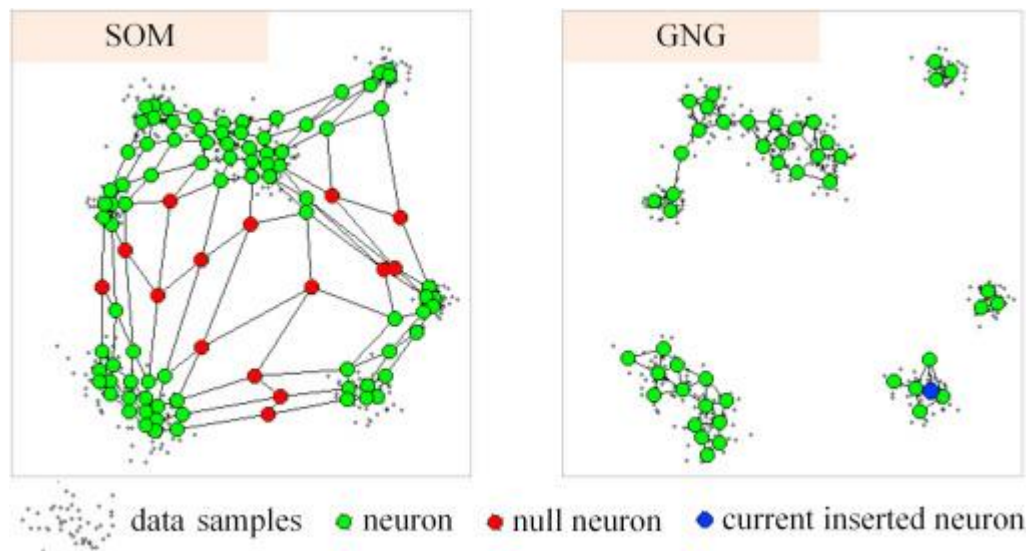 SOM
GNG
data samples
neuron
null neuron
current inserted neuron